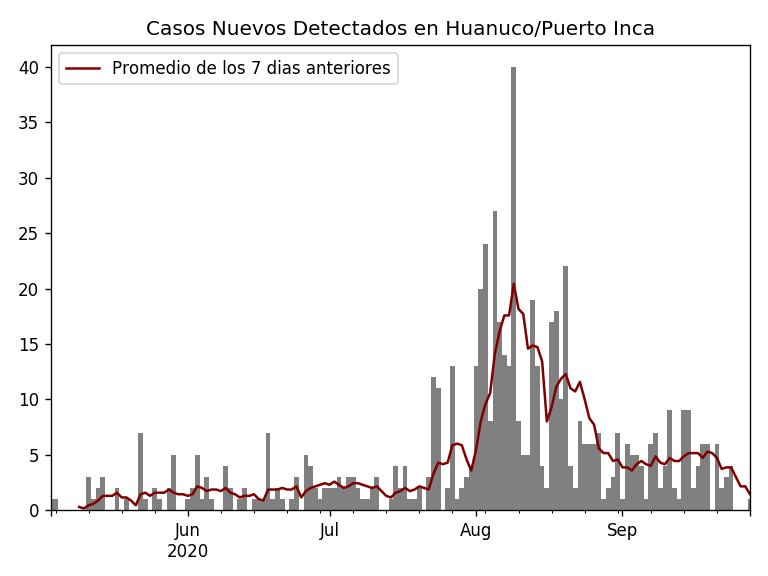 Casos Nuevos Detectados en Huanuco/Puerto Inca
Promedio de los 7 dias anteriores
40
35
30
25
20
15
10
5
0
Jun
2020
Jul
Aug
Sep